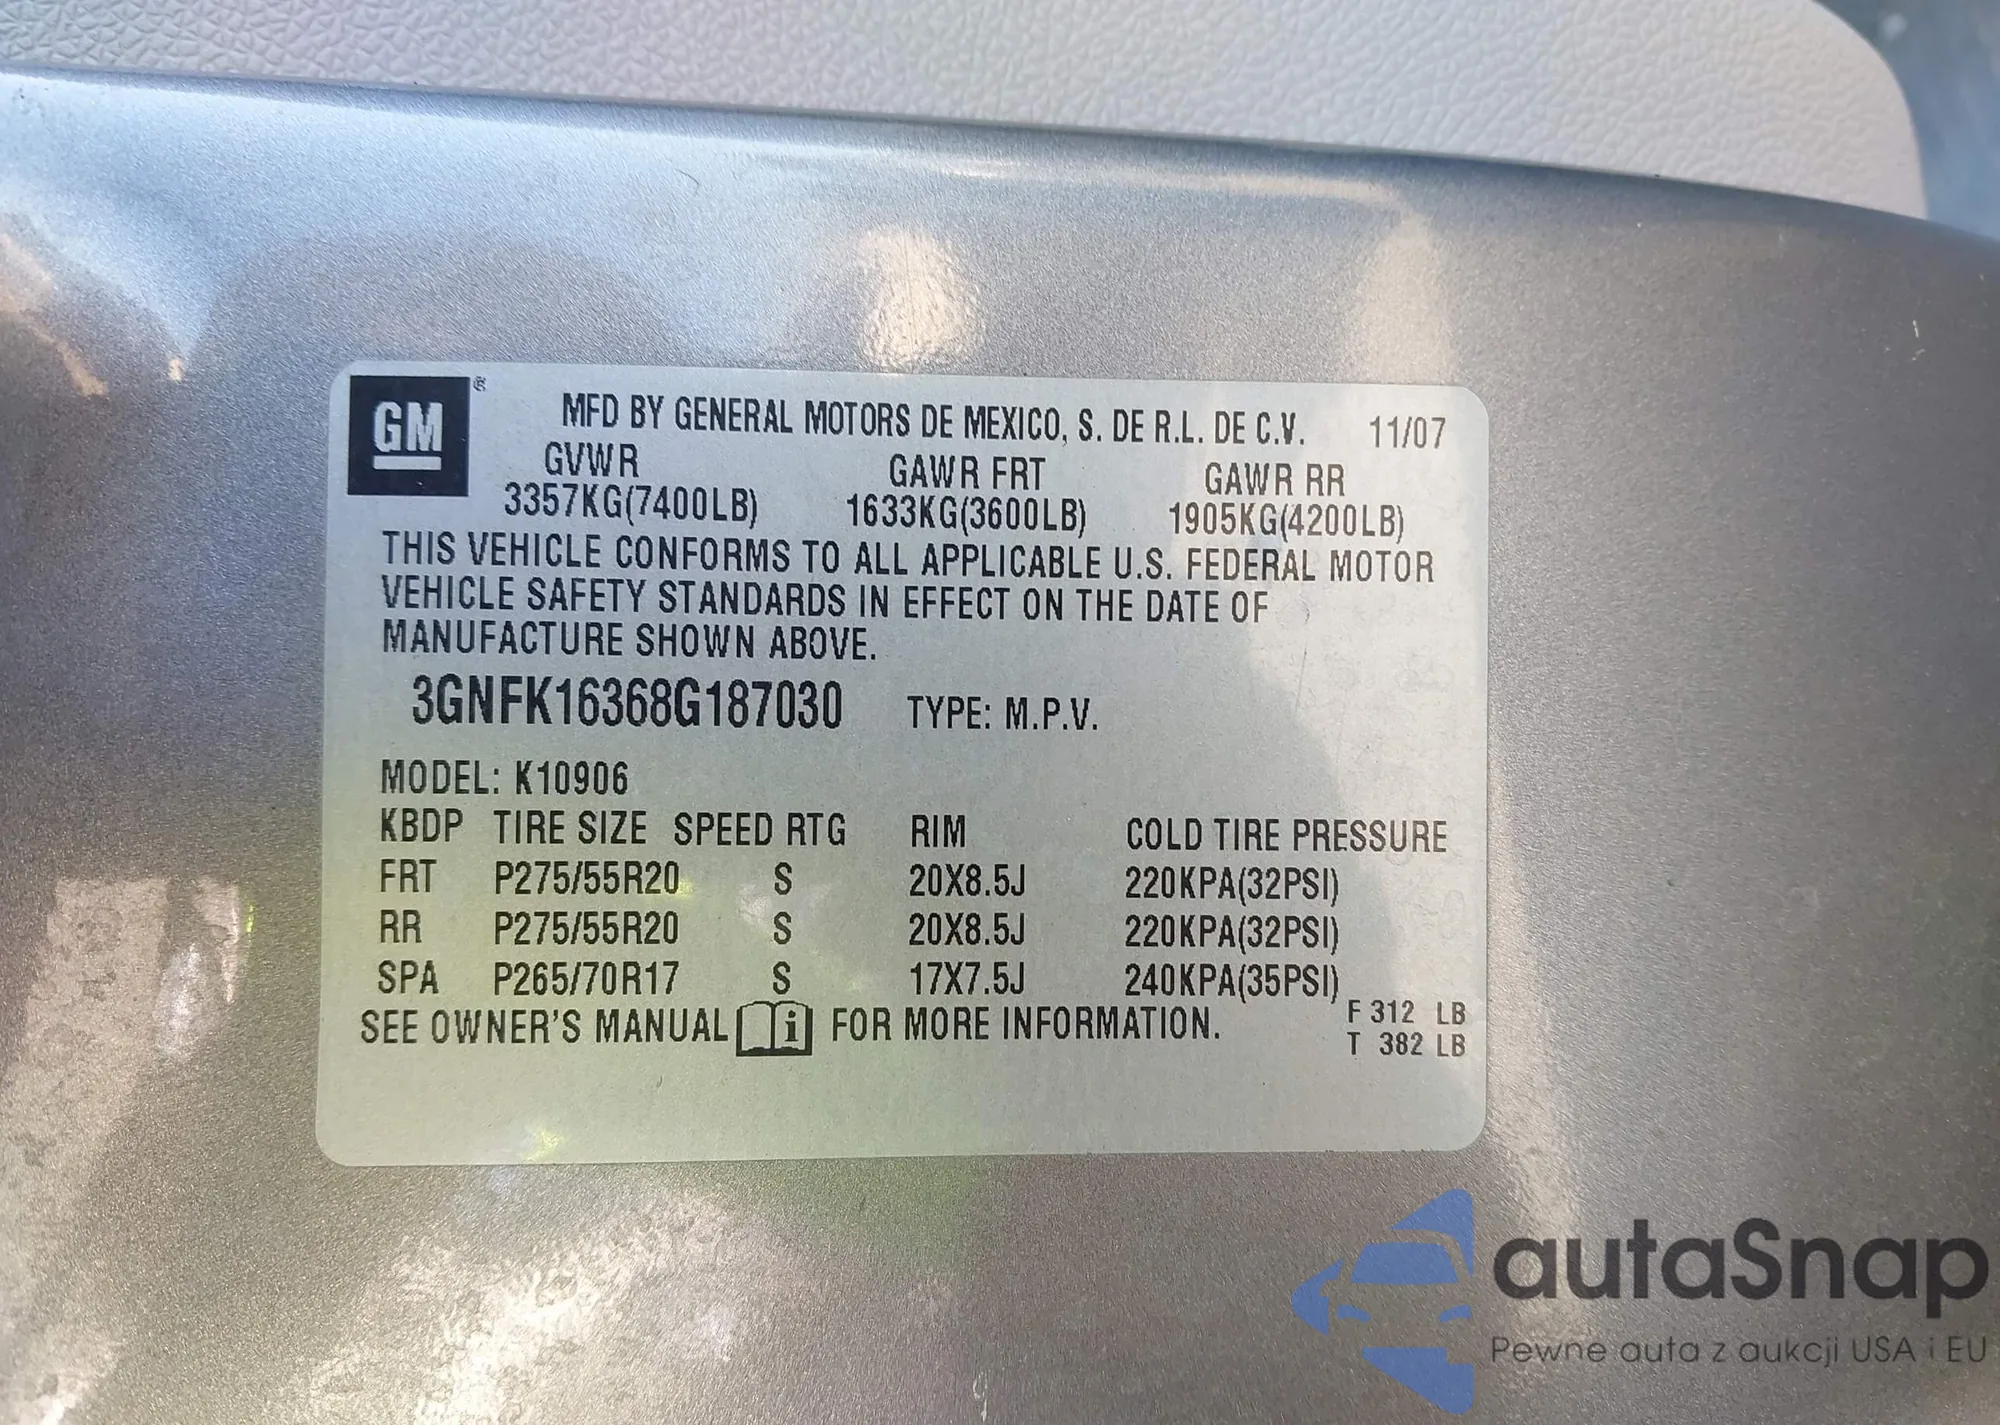 GM ®
MFD BY GENERAL MOTORS DE MEXICO, S. DE R.L. DE C.V. 11/07
GVWR GAWR FRT GAWR RR
3357KG(7400LB) 1633KG(3600LB) 1905KG(4200LB)
THIS VEHICLE CONFORMS TO ALL APPLICABLE U.S. FEDERAL MOTOR
VEHICLE SAFETY STANDARDS IN EFFECT ON THE DATE OF
MANUFACTURE SHOWN ABOVE.
3GNFK16368G187030 TYPE: M.P.V.
MODEL: K10906
KBDP TIRE SIZE SPEED RTG RIM COLD TIRE PRESSURE
FRT P275/55R20 S 20X8.5J 220KPA(32PSI)
RR P275/55R20 S 20X8.5J 220KPA(32PSI)
SPA P265/70R17 S 17X7.5J 240KPA(35PSI)
SEE OWNER'S MANUAL i FOR MORE INFORMATION.
F 312 LB
T 382 LB
autaSnap
Pewne auta z aukcji USA i EU